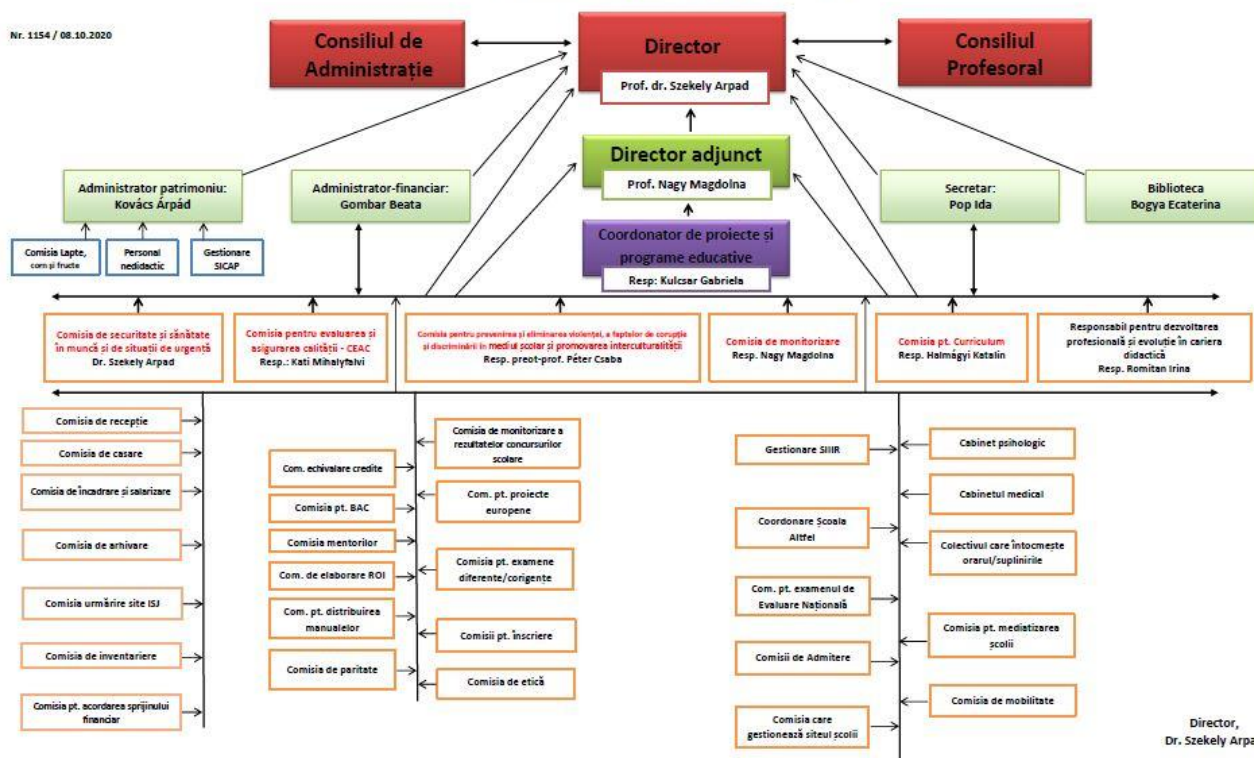 Nr. 1154 / 08.10.2020
Consiliul de
Administrație
Director
Prof. dr. Szekely Arpad
Consiliul
Profesoral
Director adjunct
Prof. Nagy Magdolna
Administrator patrimoniu:
Kovács Árpád
Administrator-financiar:
Gombar Beata
Secretar:
Pop Ida
Biblioteca
Bogya Ecaterina
Comisia Lapte,
corn și fructe
Personal
nedidactic
Gestionare
SICAP
Coordonator de proiecte și
programe educative
Resp: Kulcsar Gabriela
Comisia de securitate și sănătate
în muncă și de situații de urgență
Dr. Szekely Arpad
Comisia pentru evaluarea si
asigurarea calității - CEAC
Resp.: Kati Mihalyfalvi
Comisia pentru prevenirea și eliminarea violenței, a faptelor de corupție
și discriminării în mediul școlar și promovarea interculturalității
Resp. preot-prof. Péter Csaba
Comisia de monitorizare
Resp. Nagy Magdolna
Comisia pt. Curriculum
Resp. Halmágyi Katalin
Responsabil pentru dezvoltarea
profesională și evoluție în cariera
didactică
Resp. Romitan Irina
Comisia de recepție
Comisia de casare
Comisia de încadrare și salarizare
Comisia de arhivare
Comisia urmărire site ISJ
Comisia de inventariere
Comisia pt. acordarea sprijinului
financiar
Com. echivalare credite
Comisia pt. BAC
Comisia mentorilor
Com. de elaborare ROI
Com. pt. distribuirea
manualelor
Comisia de paritate
Comisia de monitorizare a
rezultatelor concursurilor
scolare
Com. pt. proiecte
europene
Comisia pt. examene
diferente/corigențe
Comisii pt. înscriere
Comisia de etică
Gestionare SIIIR
Coordonare Școala
Altfel
Com. pt. examenul de
Evaluare Națională
Comisii de Admitere
Comisia care
gestionează siteul școlii
Cabinet psihologic
Cabinetul medical
Colectivul care întocmește
orarul/suplinirile
Comisia pt. mediatizarea
școlii
Comisia de mobilitate
Director,
Dr. Szekely Arpa